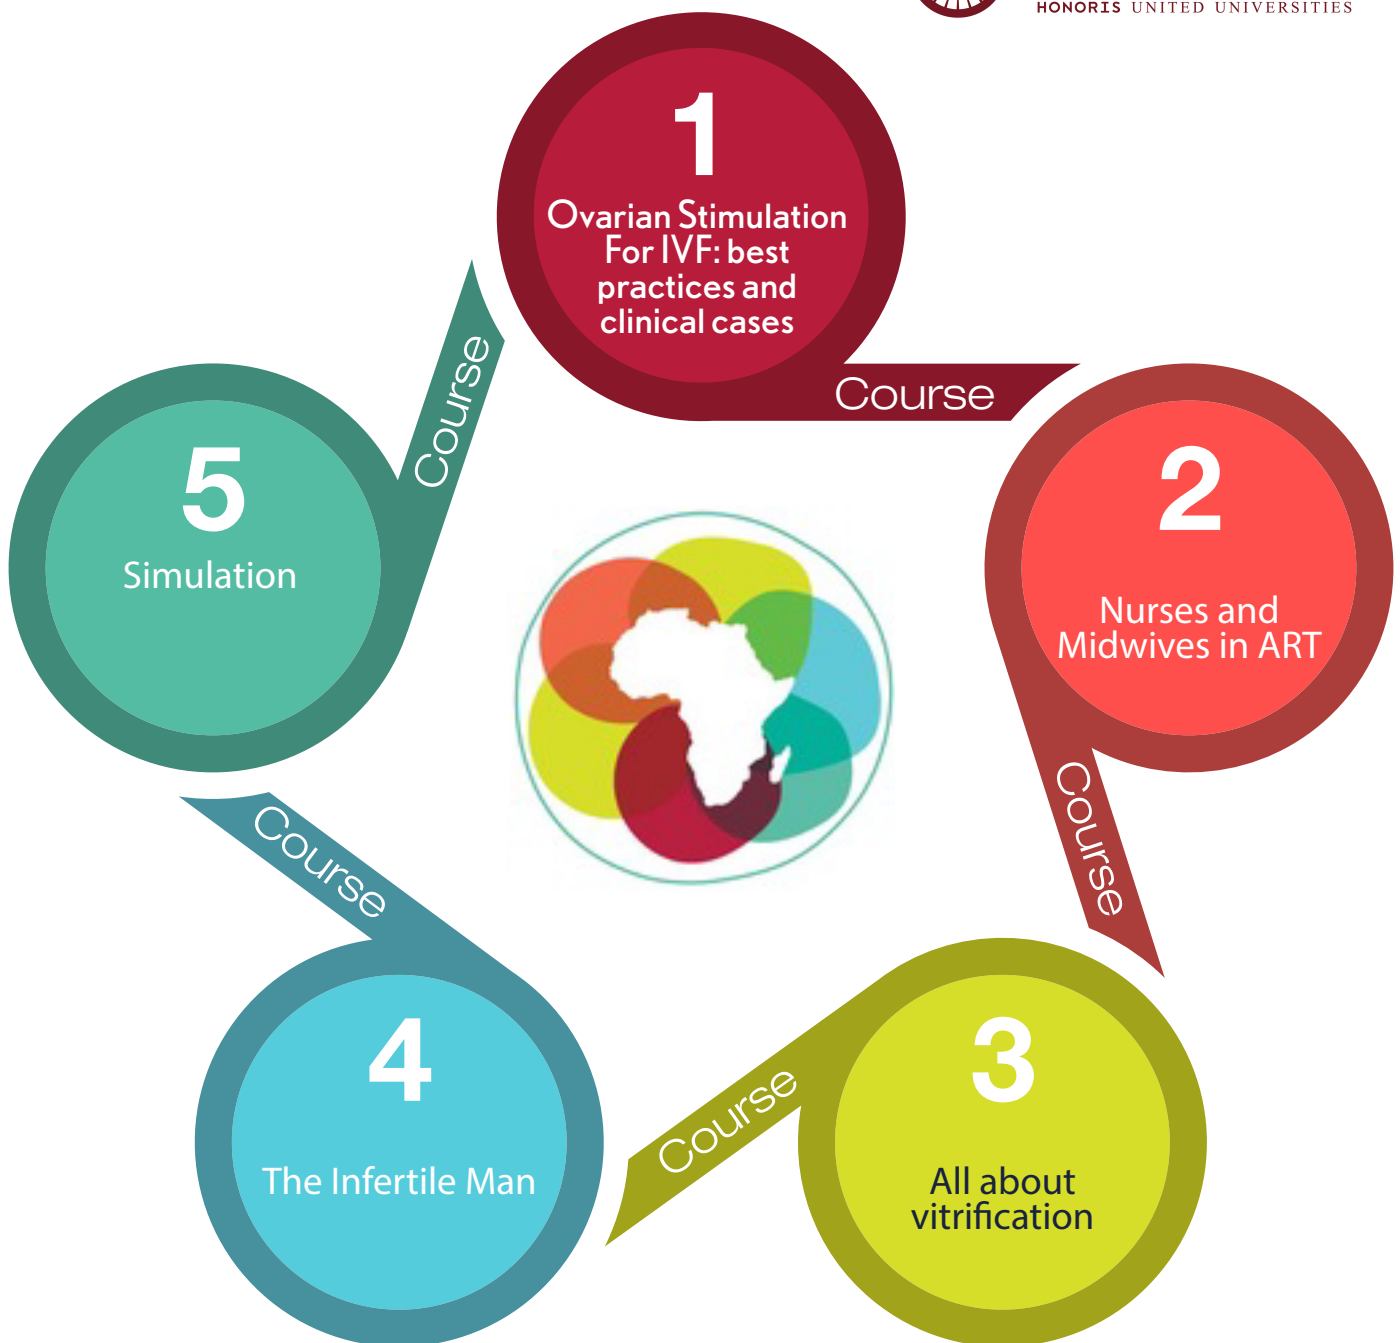 HONORIS UNITED UNIVERSITIES
1
Ovarian Stimulation
For IVF: best
practices and
clinical cases
Course
2
Nurses and
Midwives in ART
Course
3
All about
vitrification
Course
4
The Infertile Man
Course
5
Simulation
Course